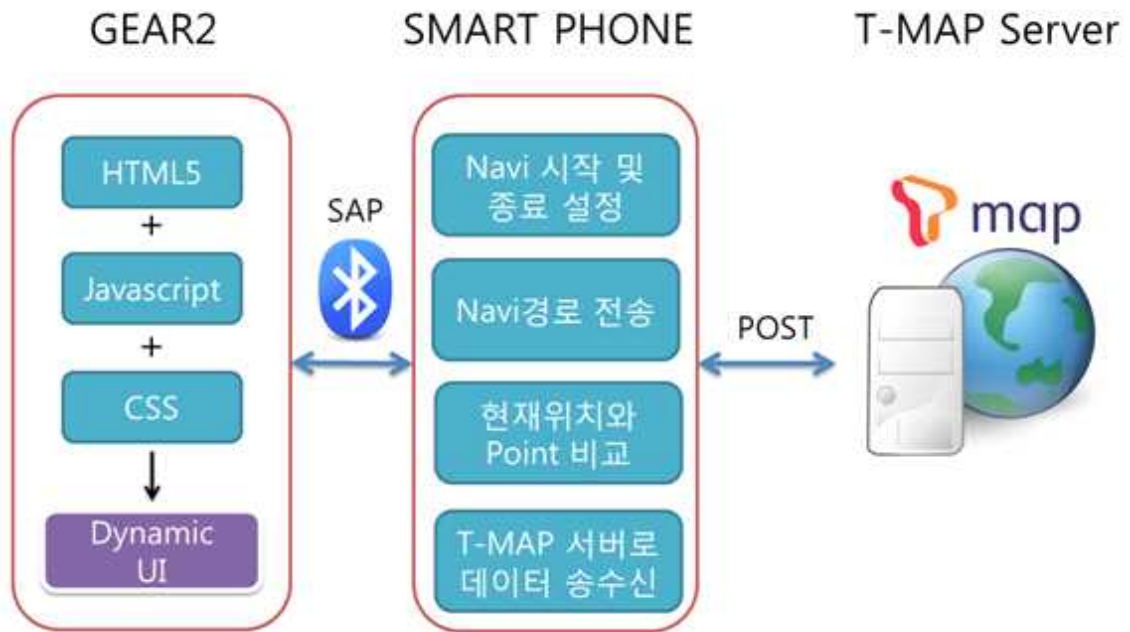 GEAR2
SMART PHONE
T-MAP Server
HTML5
+
Javascript
+
CSS
Dynamic
UI
SAP
Navi 시작 및
종료 설정
Navi경로 전송
현재위치와
Point 비교
T-MAP 서버로
데이터 송수신
POST
T map